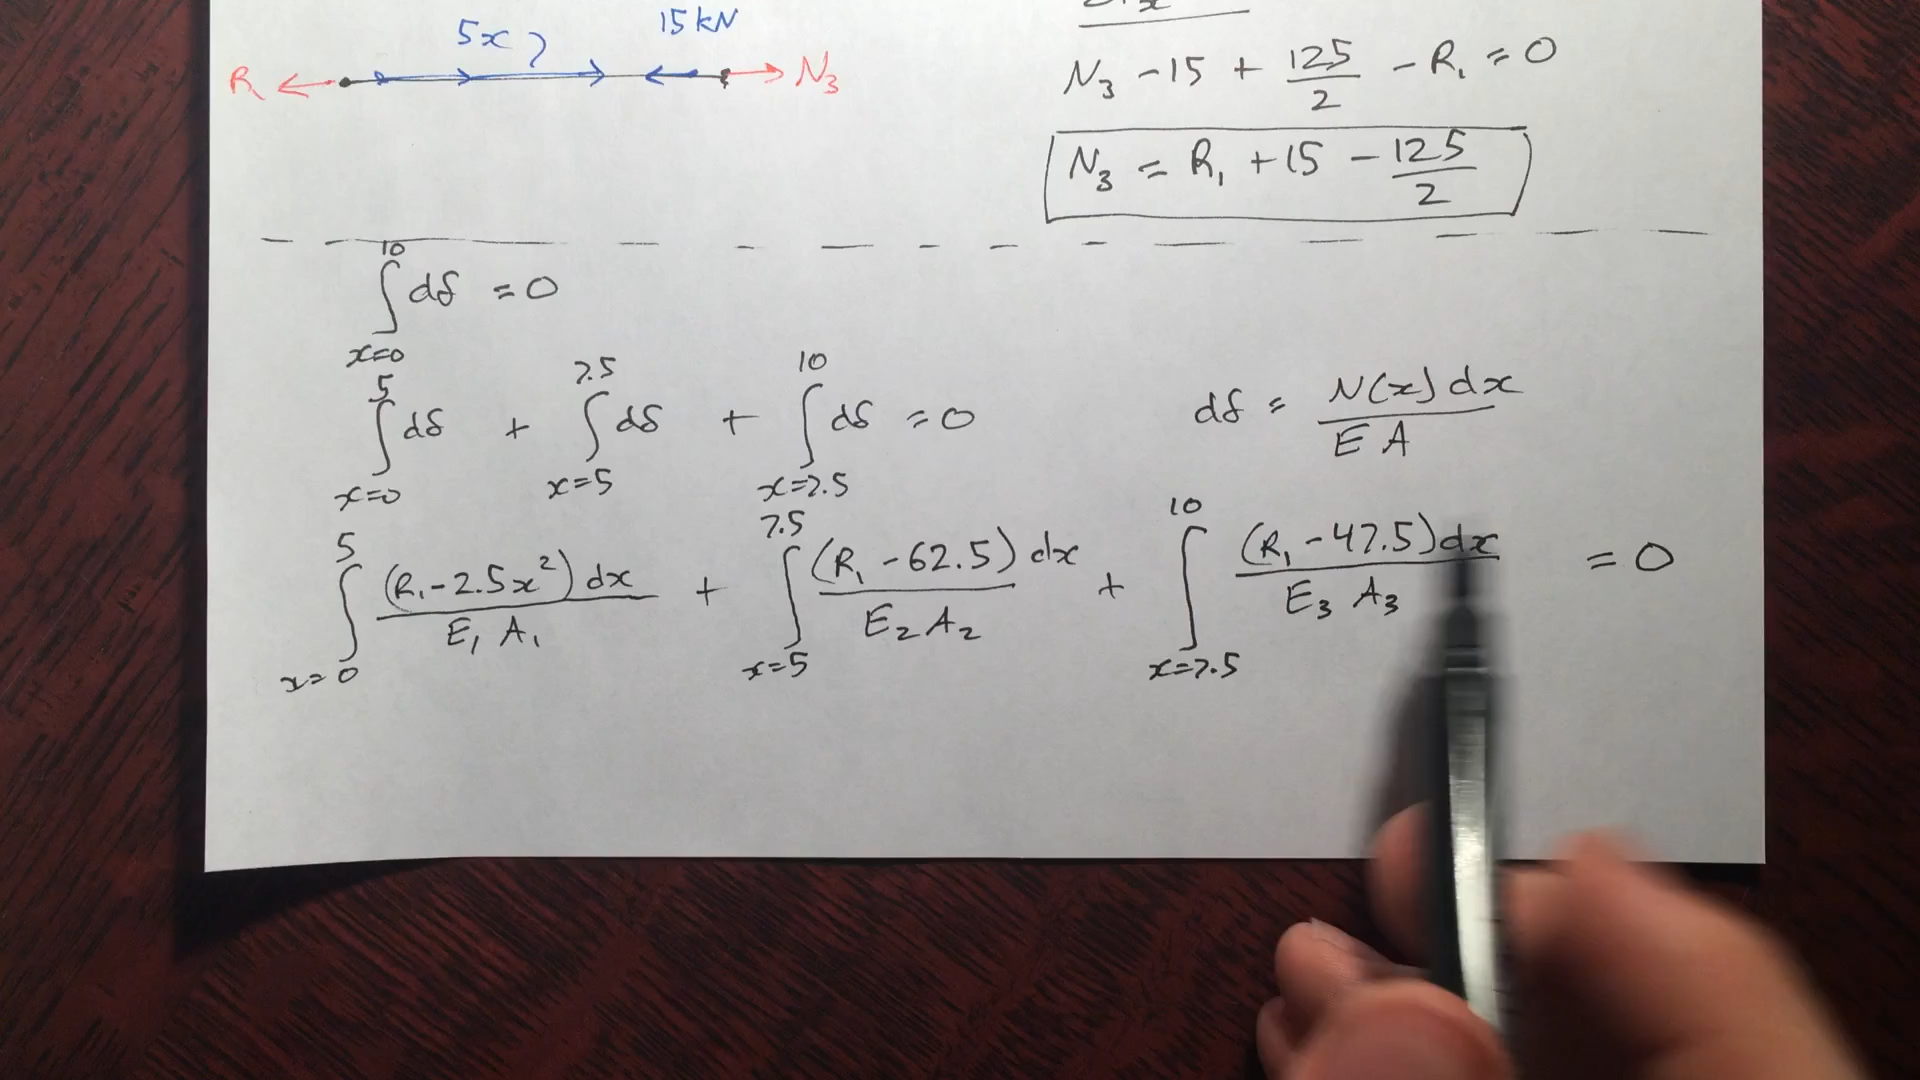 5x
15 kN
R
N₃
N₃ - 15 + 125/2 - R₁ = 0
N₃ = R₁ + 15 - 125/2
∫_{x=0}^{10} dδ = 0
∫_{x=0}^{5} dδ + ∫_{x=5}^{7.5} dδ + ∫_{x=7.5}^{10} dδ = 0
dδ = N(x) dx / E A
∫_{x=0}^{5} (R₁ - 2.5x²) dx / E₁ A₁ + ∫_{x=5}^{7.5} (R₁ - 62.5) dx / E₂ A₂ + ∫_{x=7.5}^{10} (R₁ - 47.5) dx / E₃ A₃ = 0